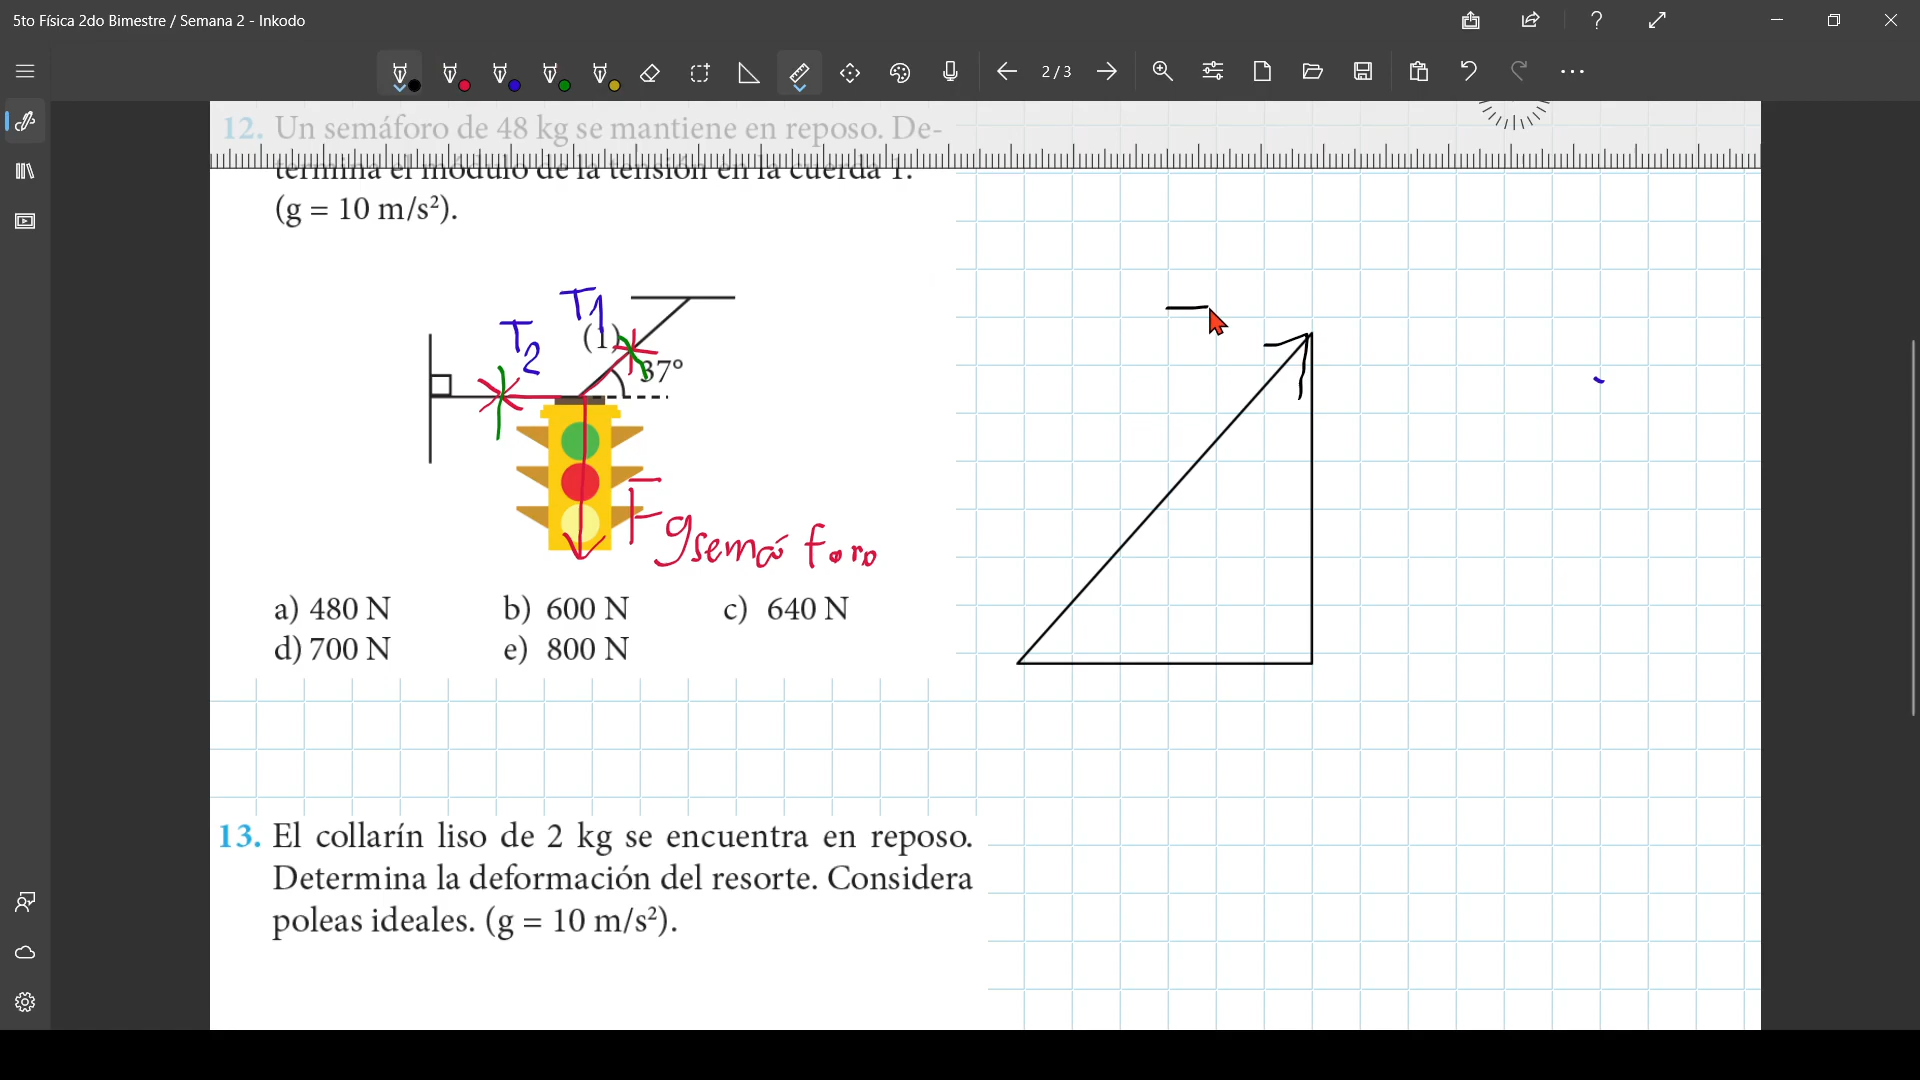 5to Física 2do Bimestre / Semana 2 - Inkodo
2/3
12. Un semáforo de 48 kg se mantiene en reposo. De-
termina el módulo de la tensión en la cuerda 1.
(g = 10 m/s²).
T1
T2
(1)
37°
Fg semáforo
a) 480 N b) 600 N c) 640 N
d) 700 N e) 800 N
13. El collarín liso de 2 kg se encuentra en reposo.
Determina la deformación del resorte. Considera
poleas ideales. (g = 10 m/s²).